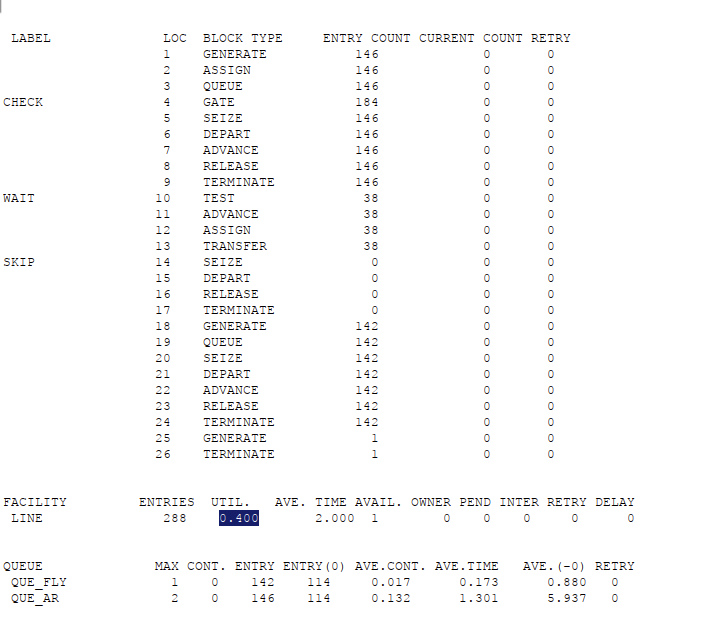 LABEL LOC BLOCK TYPE ENTRY COUNT CURRENT COUNT RETRY
1 GENERATE 146 0 0
2 ASSIGN 146 0 0
3 QUEUE 146 0 0
CHECK 4 GATE 184 0 0
5 SEIZE 146 0 0
6 DEPART 146 0 0
7 ADVANCE 146 0 0
8 RELEASE 146 0 0
9 TERMINATE 146 0 0
WAIT 10 TEST 38 0 0
11 ADVANCE 38 0 0
12 ASSIGN 38 0 0
13 TRANSFER 38 0 0
SKIP 14 SEIZE 0 0 0
15 DEPART 0 0 0
16 RELEASE 0 0 0
17 TERMINATE 0 0 0
18 GENERATE 142 0 0
19 QUEUE 142 0 0
20 SEIZE 142 0 0
21 DEPART 142 0 0
22 ADVANCE 142 0 0
23 RELEASE 142 0 0
24 TERMINATE 142 0 0
25 GENERATE 1 0 0
26 TERMINATE 1 0 0
FACILITY ENTRIES UTIL. AVE. TIME AVAIL. OWNER PEND INTER RETRY DELAY
LINE 288 0.400 2.000 1 0 0 0 0 0
QUEUE MAX CONT. ENTRY ENTRY(0) AVE.CONT. AVE.TIME AVE.(-0) RETRY
QUE_FLY 1 0 142 114 0.017 0.173 0.880 0
QUE_AR 2 0 146 114 0.132 1.301 5.937 0